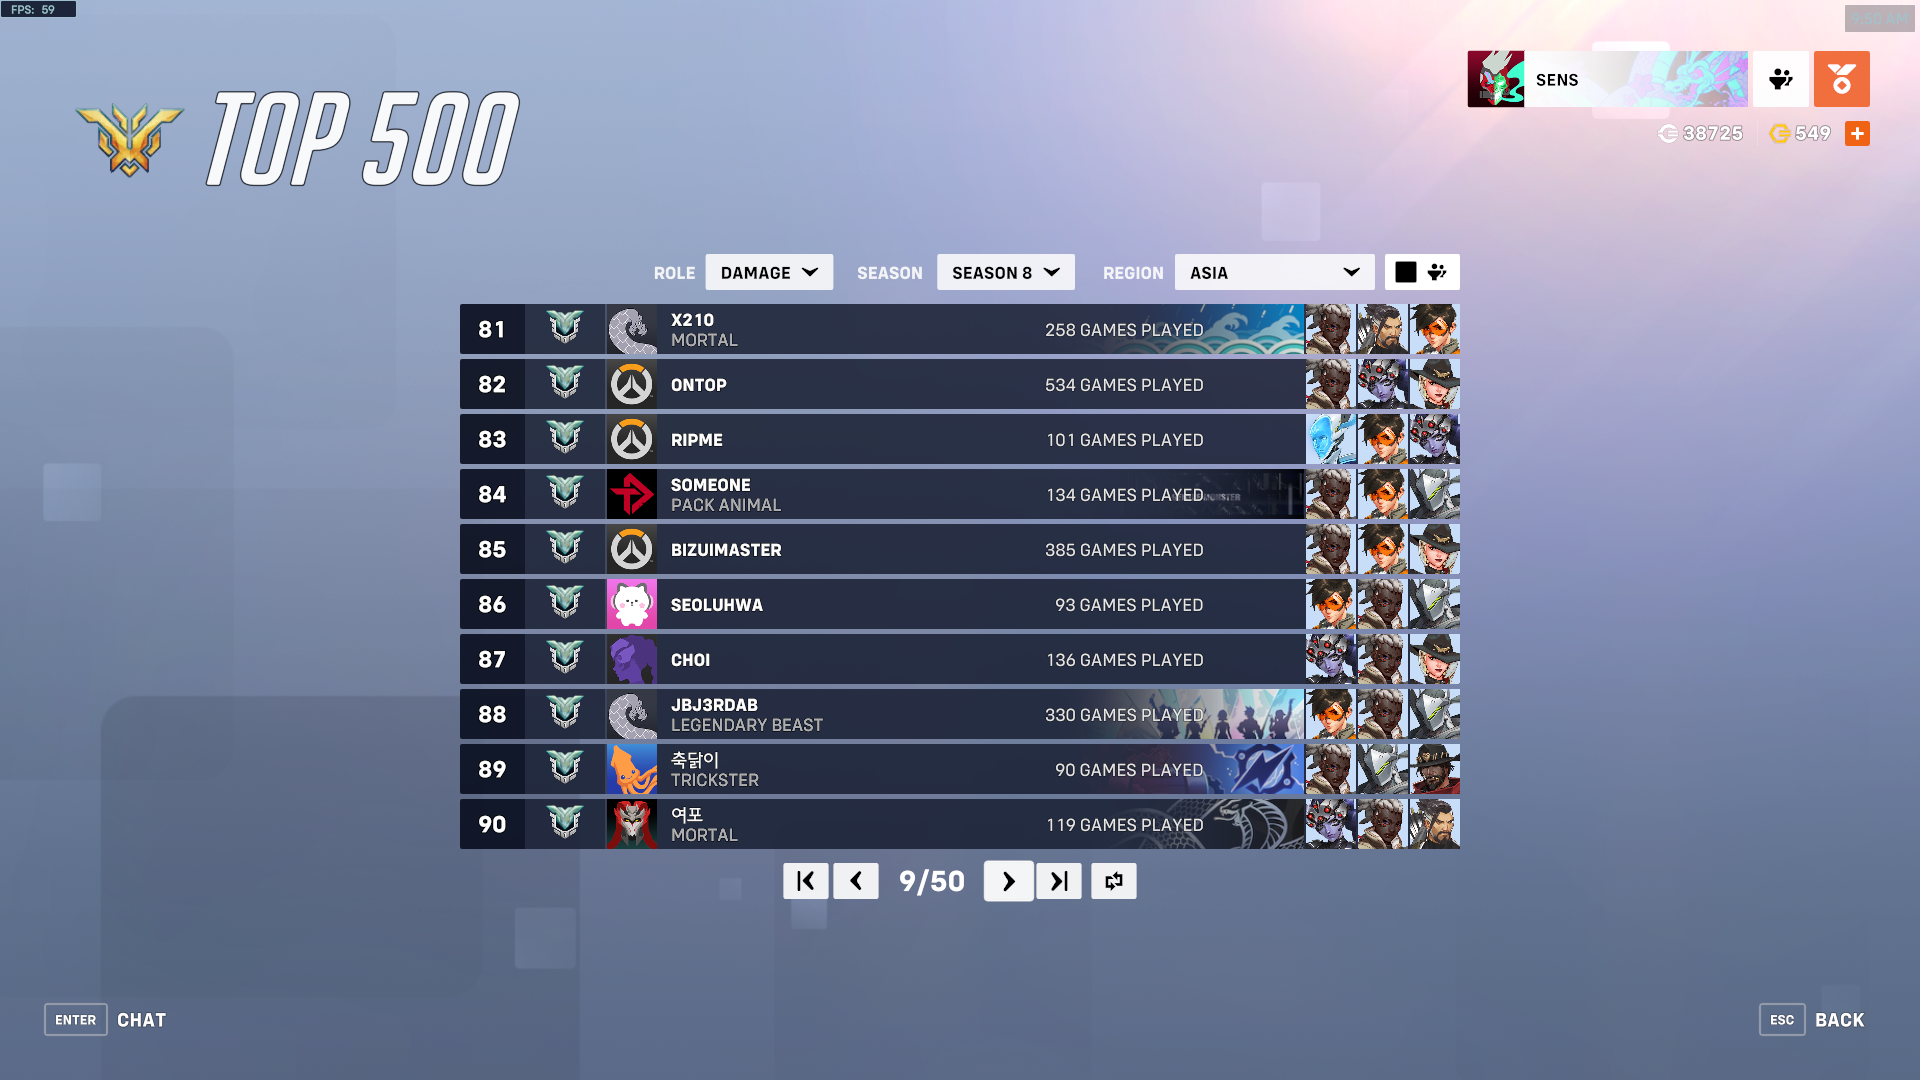 FPS: 59
TOP 500
SENS
38725
549
ROLE DAMAGE SEASON SEASON 8 REGION ASIA
81 X210 MORTAL 258 GAMES PLAYED
82 ONTOP 534 GAMES PLAYED
83 RIPME 101 GAMES PLAYED
84 SOMEONE PACK ANIMAL 134 GAMES PLAYED
85 BIZUIMASTER 385 GAMES PLAYED
86 SEOLUHWA 93 GAMES PLAYED
87 CHOI 136 GAMES PLAYED
88 JBJ3RDAB LEGENDARY BEAST 330 GAMES PLAYED
89 축닭이 TRICKSTER 90 GAMES PLAYED
90 여포 MORTAL 119 GAMES PLAYED
9/50
ENTER CHAT
ESC BACK